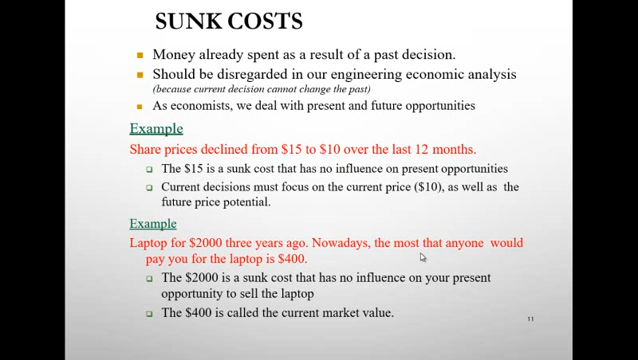 SUNK COSTS
Money already spent as a result of a past decision.
Should be disregarded in our engineering economic analysis
(because current decision cannot change the past)
As economists, we deal with present and future opportunities
Example
Share prices declined from $15 to $10 over the last 12 months.
The $15 is a sunk cost that has no influence on present opportunities
Current decisions must focus on the current price ($10), as well as the
future price potential.
Example
Laptop for $2000 three years ago. Nowadays, the most that anyone would
pay you for the laptop is $400.
The $2000 is a sunk cost that has no influence on your present
opportunity to sell the laptop
The $400 is called the current market value.
11